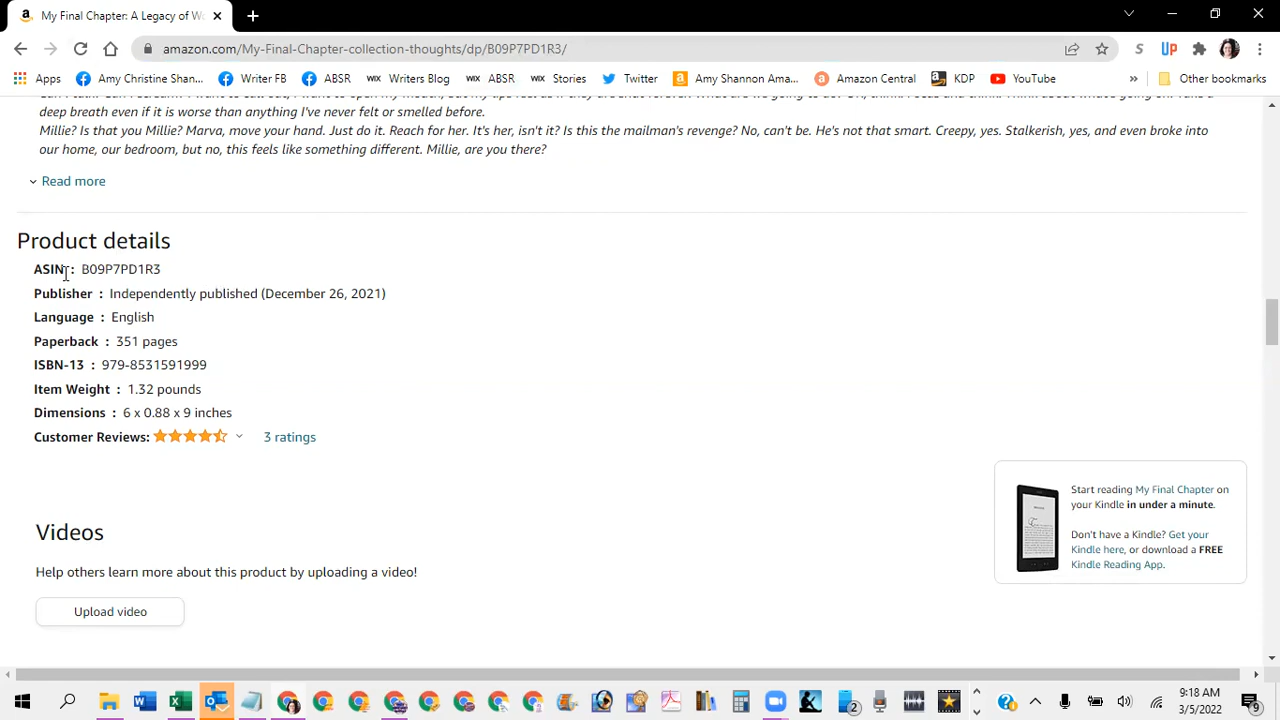 My Final Chapter: A Legacy of Wo
amazon.com/My-Final-Chapter-collection-thoughts/dp/B09P7PD1R3/
Apps Amy Christine Shan... Writer FB ABSR WIX Writers Blog WIX ABSR WIX Stories Twitter Amy Shannon Ama... Amazon Central KDP YouTube » Other bookmarks
deep breath even if it is worse than anything I've never felt or smelled before.
Millie? Is that you Millie? Marva, move your hand. Just do it. Reach for her. It's her, isn't it? Is this the mailman's revenge? No, can't be. He's not that smart. Creepy, yes. Stalkerish, yes, and even broke into
our home, our bedroom, but no, this feels like something different. Millie, are you there?
Read more
Product details
ASIN : B09P7PD1R3
Publisher : Independently published (December 26, 2021)
Language : English
Paperback : 351 pages
ISBN-13 : 979-8531591999
Item Weight : 1.32 pounds
Dimensions : 6 x 0.88 x 9 inches
Customer Reviews: 3 ratings
Start reading My Final Chapter on
your Kindle in under a minute.
Don't have a Kindle? Get your
Kindle here, or download a FREE
Kindle Reading App.
Videos
Help others learn more about this product by uploading a video!
Upload video
9:18 AM
3/5/2022